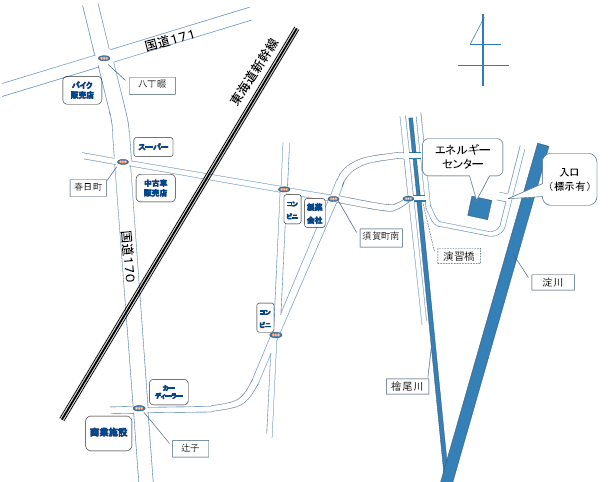 国道171
東海道新幹線
八丁畷
バイク
販売店
スーパー
エネルギー
センター
入口
（標示有）
春日町
中古車
販売店
コン
ビニ
製薬
会社
須賀町南
演習橋
国道170
淀川
コン
ビニ
檜尾川
カー
ディーラー
商業施設
辻子